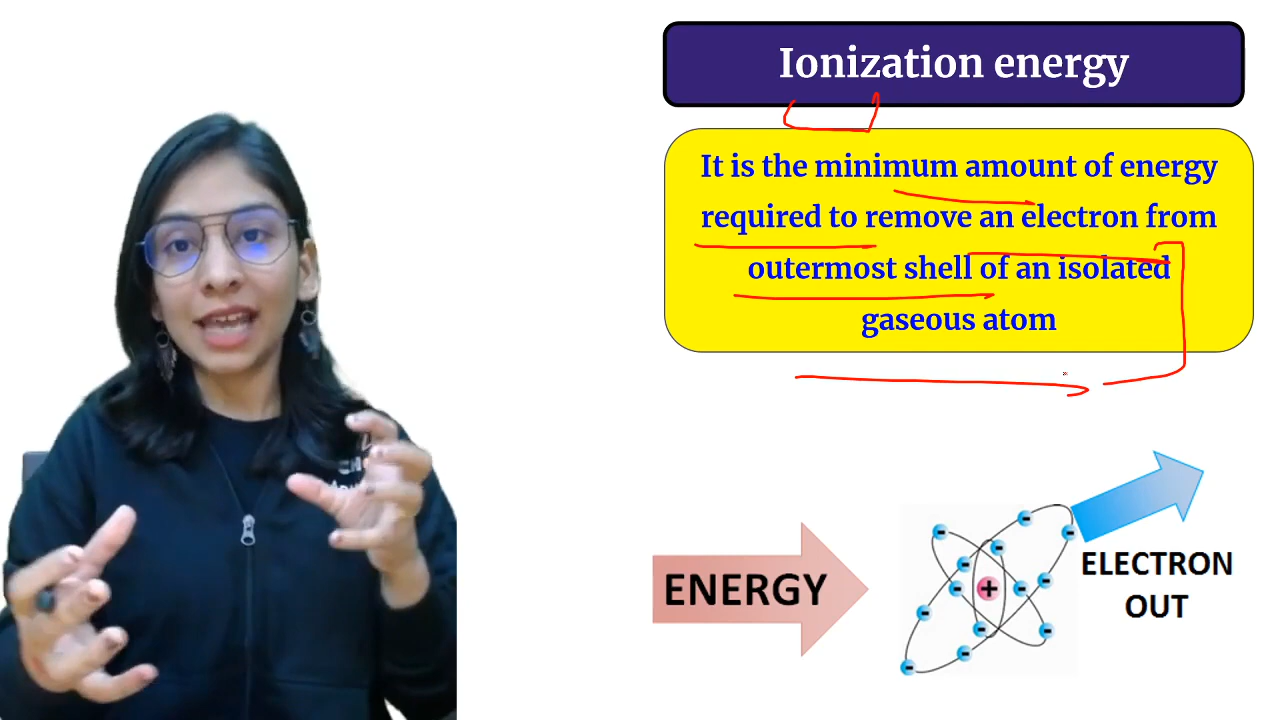 Ionization energy
It is the minimum amount of energy
required to remove an electron from
outermost shell of an isolated
gaseous atom
ENERGY
ELECTRON
OUT